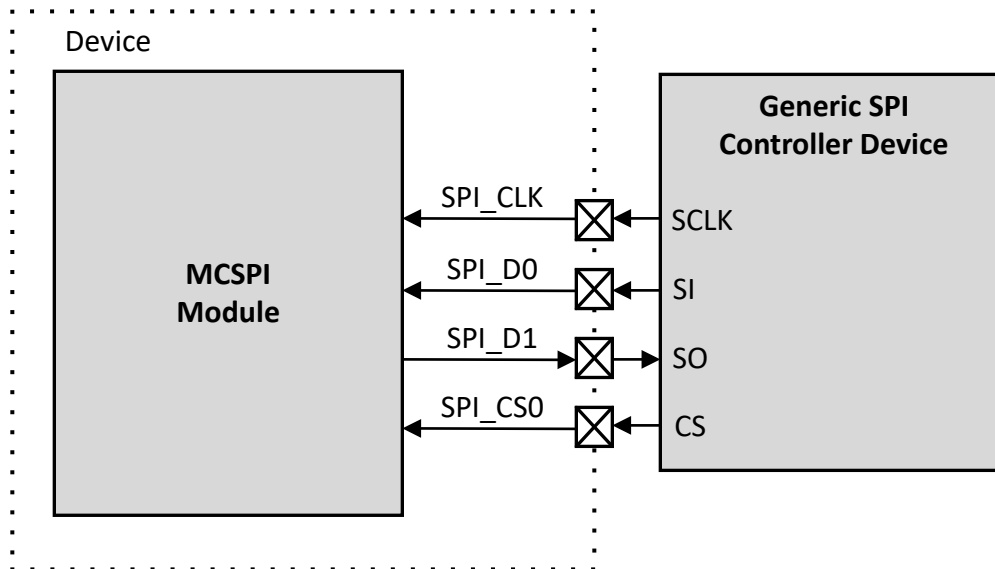 Device
Generic SPI
Controller Device
SPI_CLK
SCLK
MCSPI
Module
SPI_D0
SI
SPI_D1
SO
SPI_CS0
CS